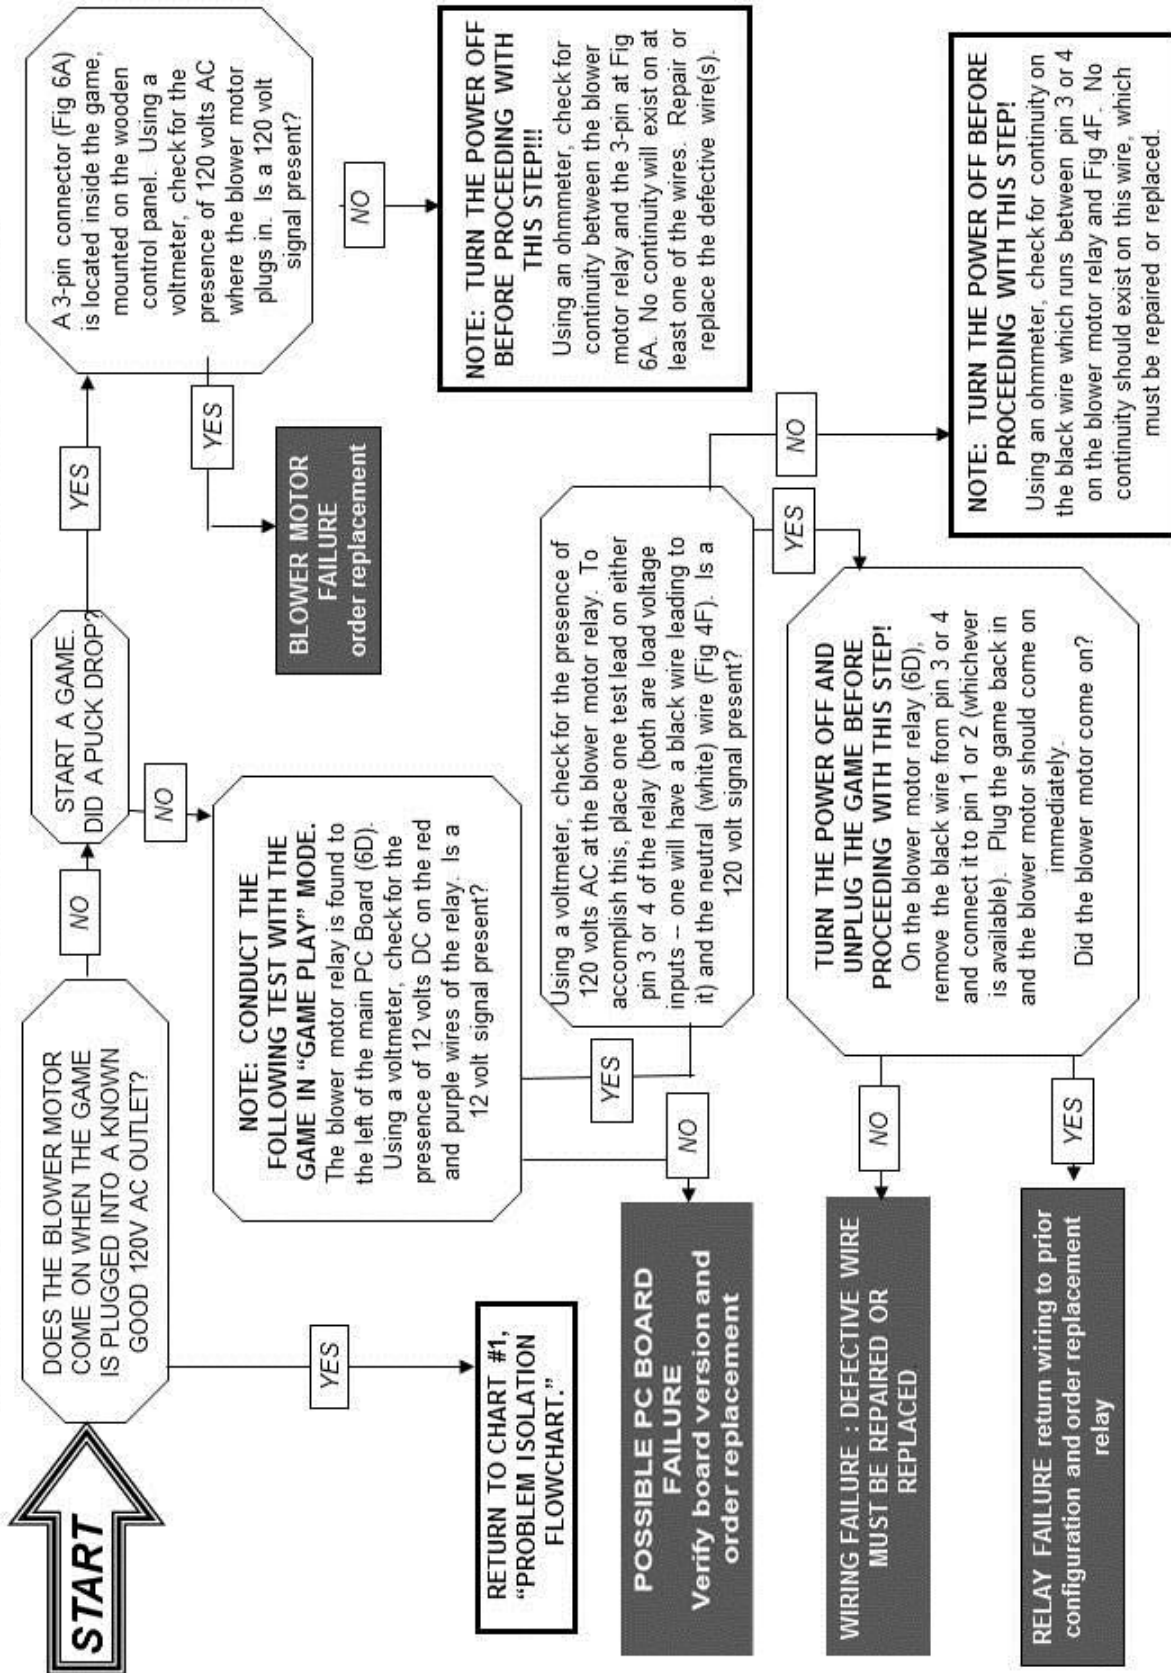 START
DOES THE BLOWER MOTOR
COME ON WHEN THE GAME
IS PLUGGED INTO A KNOWN
GOOD 120V AC OUTLET?
NO
START A GAME.
DID A PUCK DROP?
YES
A 3-pin connector (Fig 6A)
is located inside the game,
mounted on the wooden
control panel. Using a
voltmeter, check for the
presence of 120 volts AC
where the blower motor
plugs in. Is a 120 volt
signal present?
YES
BLOWER MOTOR
FAILURE
order replacement
NO
NOTE: TURN THE POWER OFF
BEFORE PROCEEDING WITH
THIS STEP!!!
Using an ohmmeter, check for
continuity between the blower
motor relay and the 3-pin at Fig
6A. No continuity will exist on at
least one of the wires. Repair or
replace the defective wire(s).
NO
NOTE: CONDUCT THE
FOLLOWING TEST WITH THE
GAME IN “GAME PLAY” MODE.
The blower motor relay is found to
the left of the main PC Board (6D).
Using a voltmeter, check for the
presence of 12 volts DC on the red
and purple wires of the relay. Is a
12 volt signal present?
YES
RETURN TO CHART #1,
“PROBLEM ISOLATION
FLOWCHART.”
YES
Using a voltmeter, check for the presence of
120 volts AC at the blower motor relay. To
accomplish this, place one test lead on either
pin 3 or 4 of the relay (both are load voltage
inputs -- one will have a black wire leading to
it) and the neutral (white) wire (Fig 4F). Is a
120 volt signal present?
NO
POSSIBLE PC BOARD
FAILURE
Verify board version and
order replacement
NO
NOTE: TURN THE POWER OFF BEFORE
PROCEEDING WITH THIS STEP!
Using an ohmmeter, check for continuity on
the black wire which runs between pin 3 or 4
on the blower motor relay and Fig 4F. No
continuity should exist on this wire, which
must be repaired or replaced.
YES
TURN THE POWER OFF AND
UNPLUG THE GAME BEFORE
PROCEEDING WITH THIS STEP!
On the blower motor relay (6D),
remove the black wire from pin 3 or 4
and connect it to pin 1 or 2 (whichever
is available). Plug the game back in
and the blower motor should come on
immediately.
Did the blower motor come on?
NO
WIRING FAILURE : DEFECTIVE WIRE
MUST BE REPAIRED OR
REPLACED.
YES
RELAY FAILURE return wiring to prior
configuration and order replacement
relay